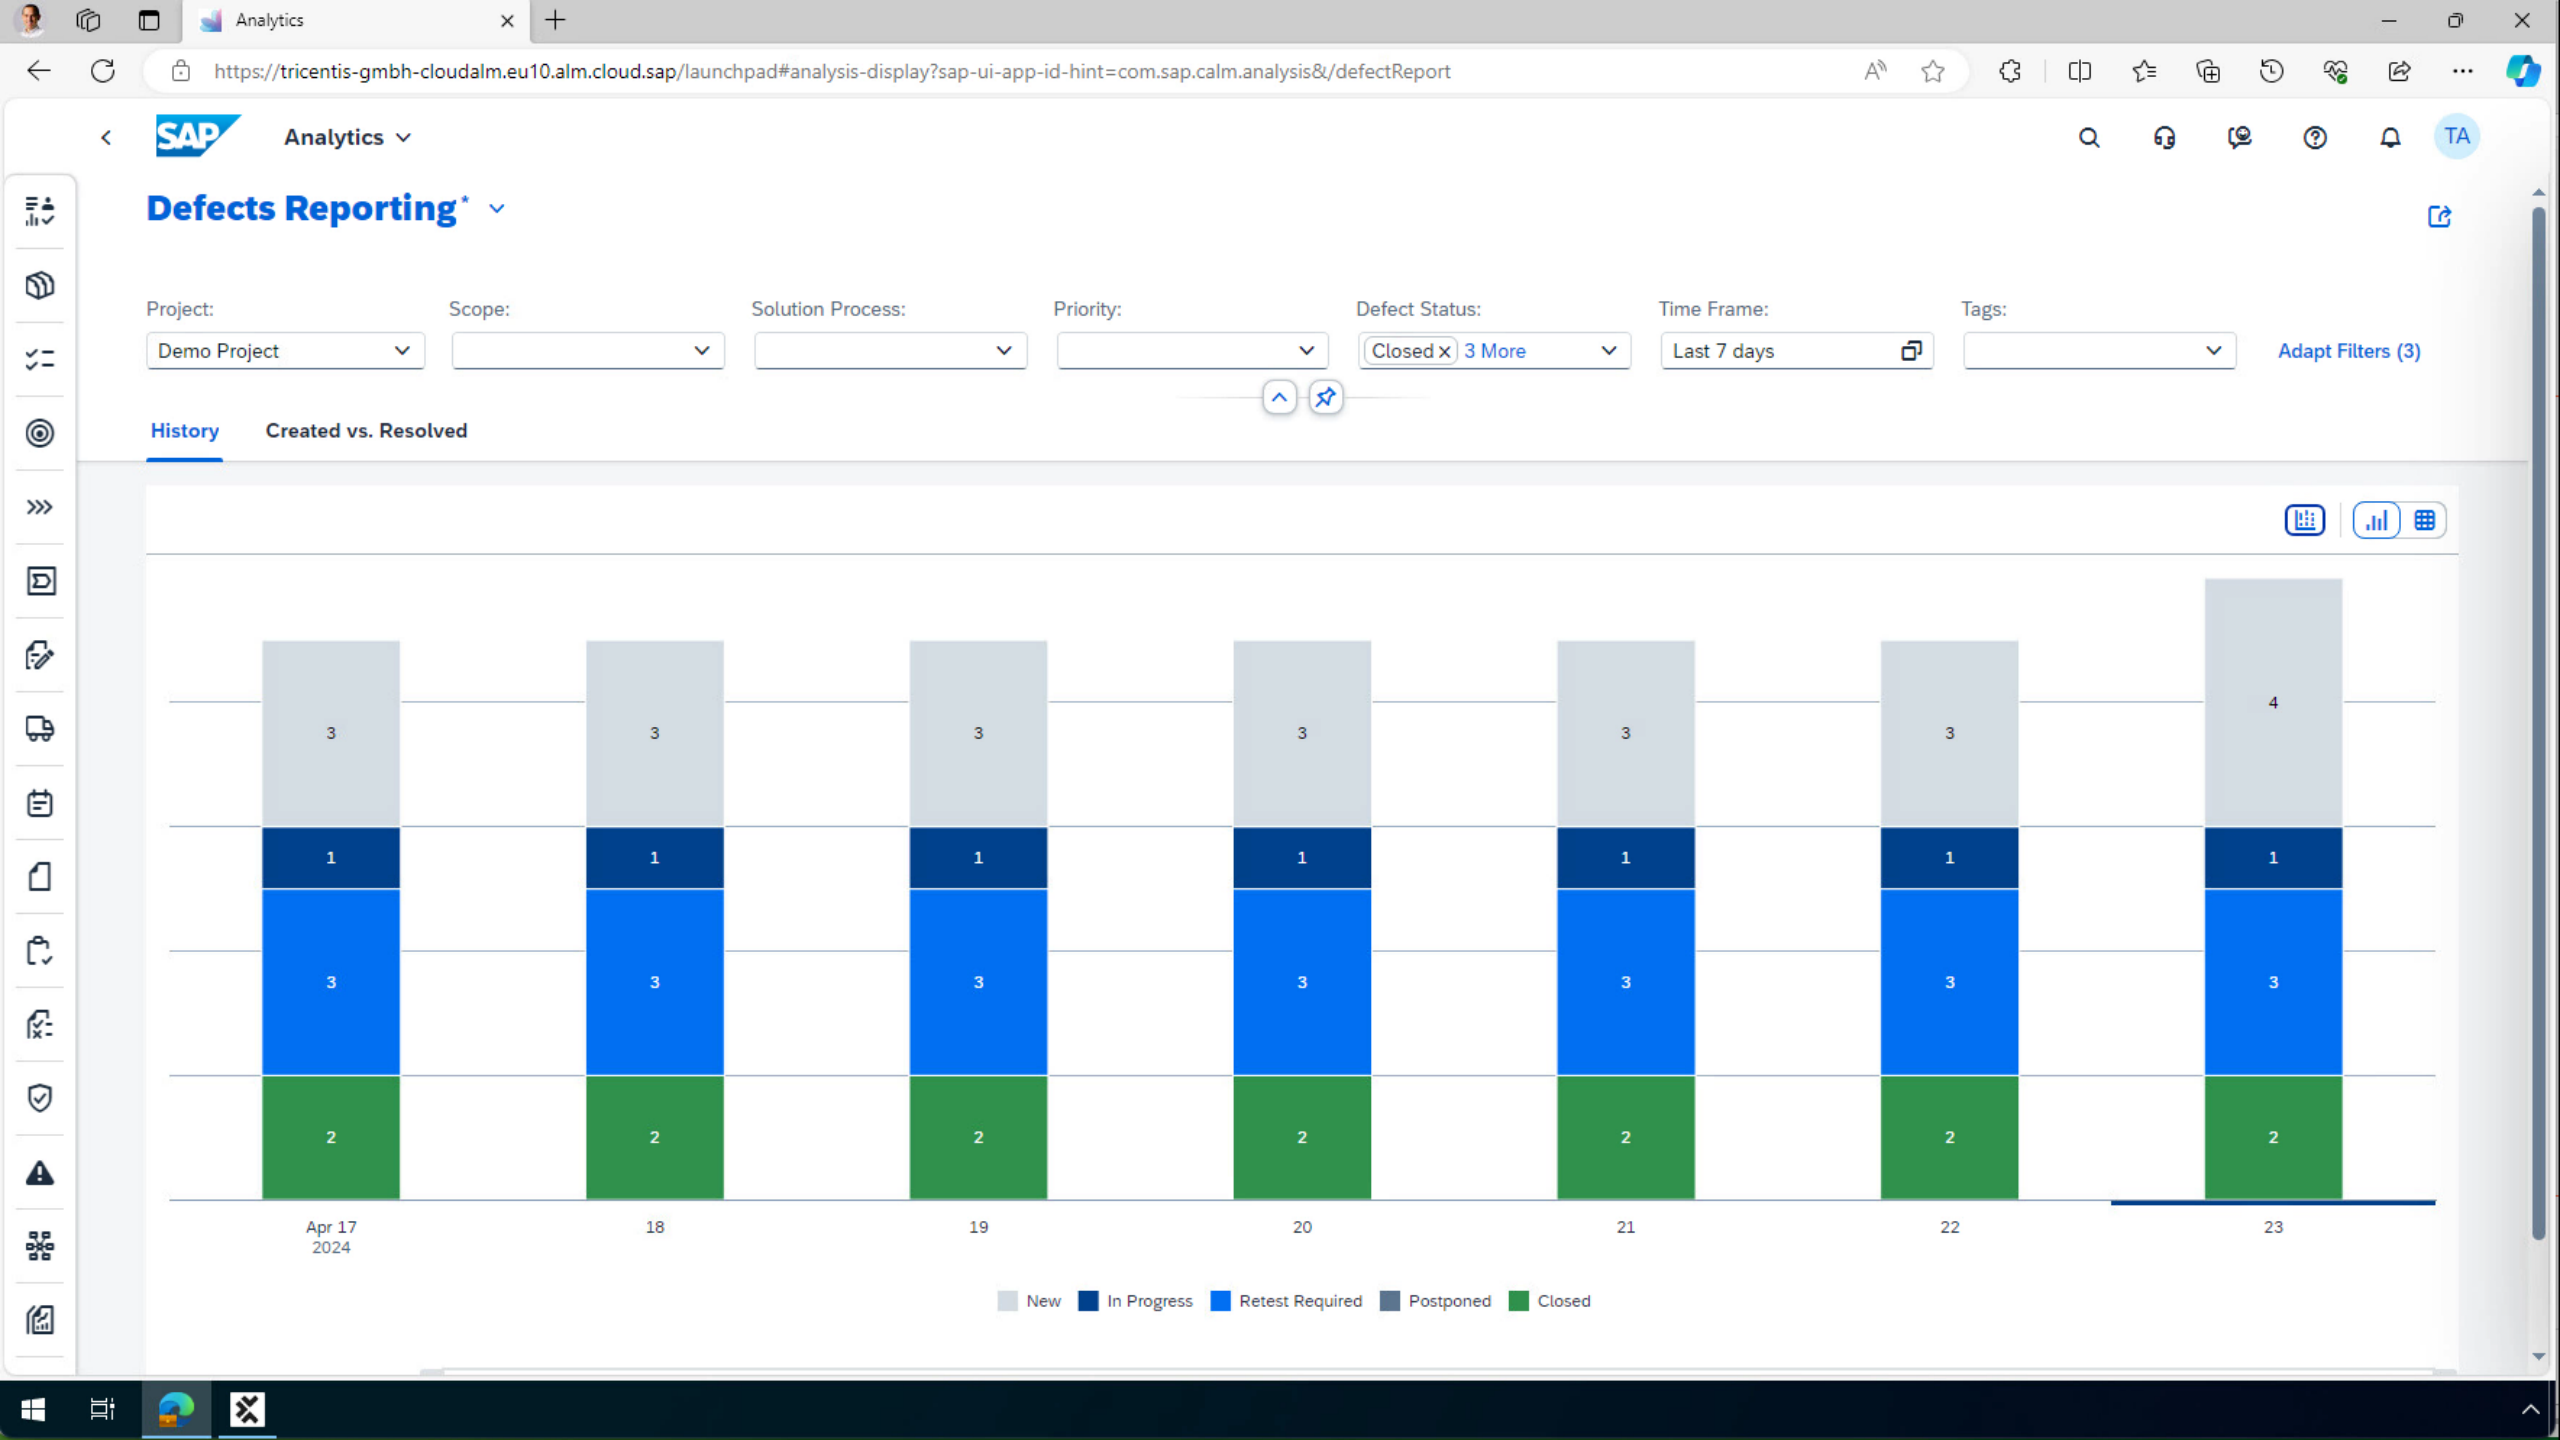 Analytics
https://tricentis-gmbh-cloudalm.eu10.alm.cloud.sap/launchpad#analysis-display?sap-ui-app-id-hint=com.sap.calm.analysis&/defectReport
SAP Analytics TA
Defects Reporting*
Project: Scope: Solution Process: Priority: Defect Status: Time Frame: Tags:
Demo Project Closed 3 More Last 7 days Adapt Filters (3)
History Created vs. Resolved
4
3 3 3 3 3 3
1 1 1 1 1 1 1
3 3 3 3 3 3 3
2 2 2 2 2 2 2
Apr 17 18 19 20 21 22 23
2024
New In Progress Retest Required Postponed Closed